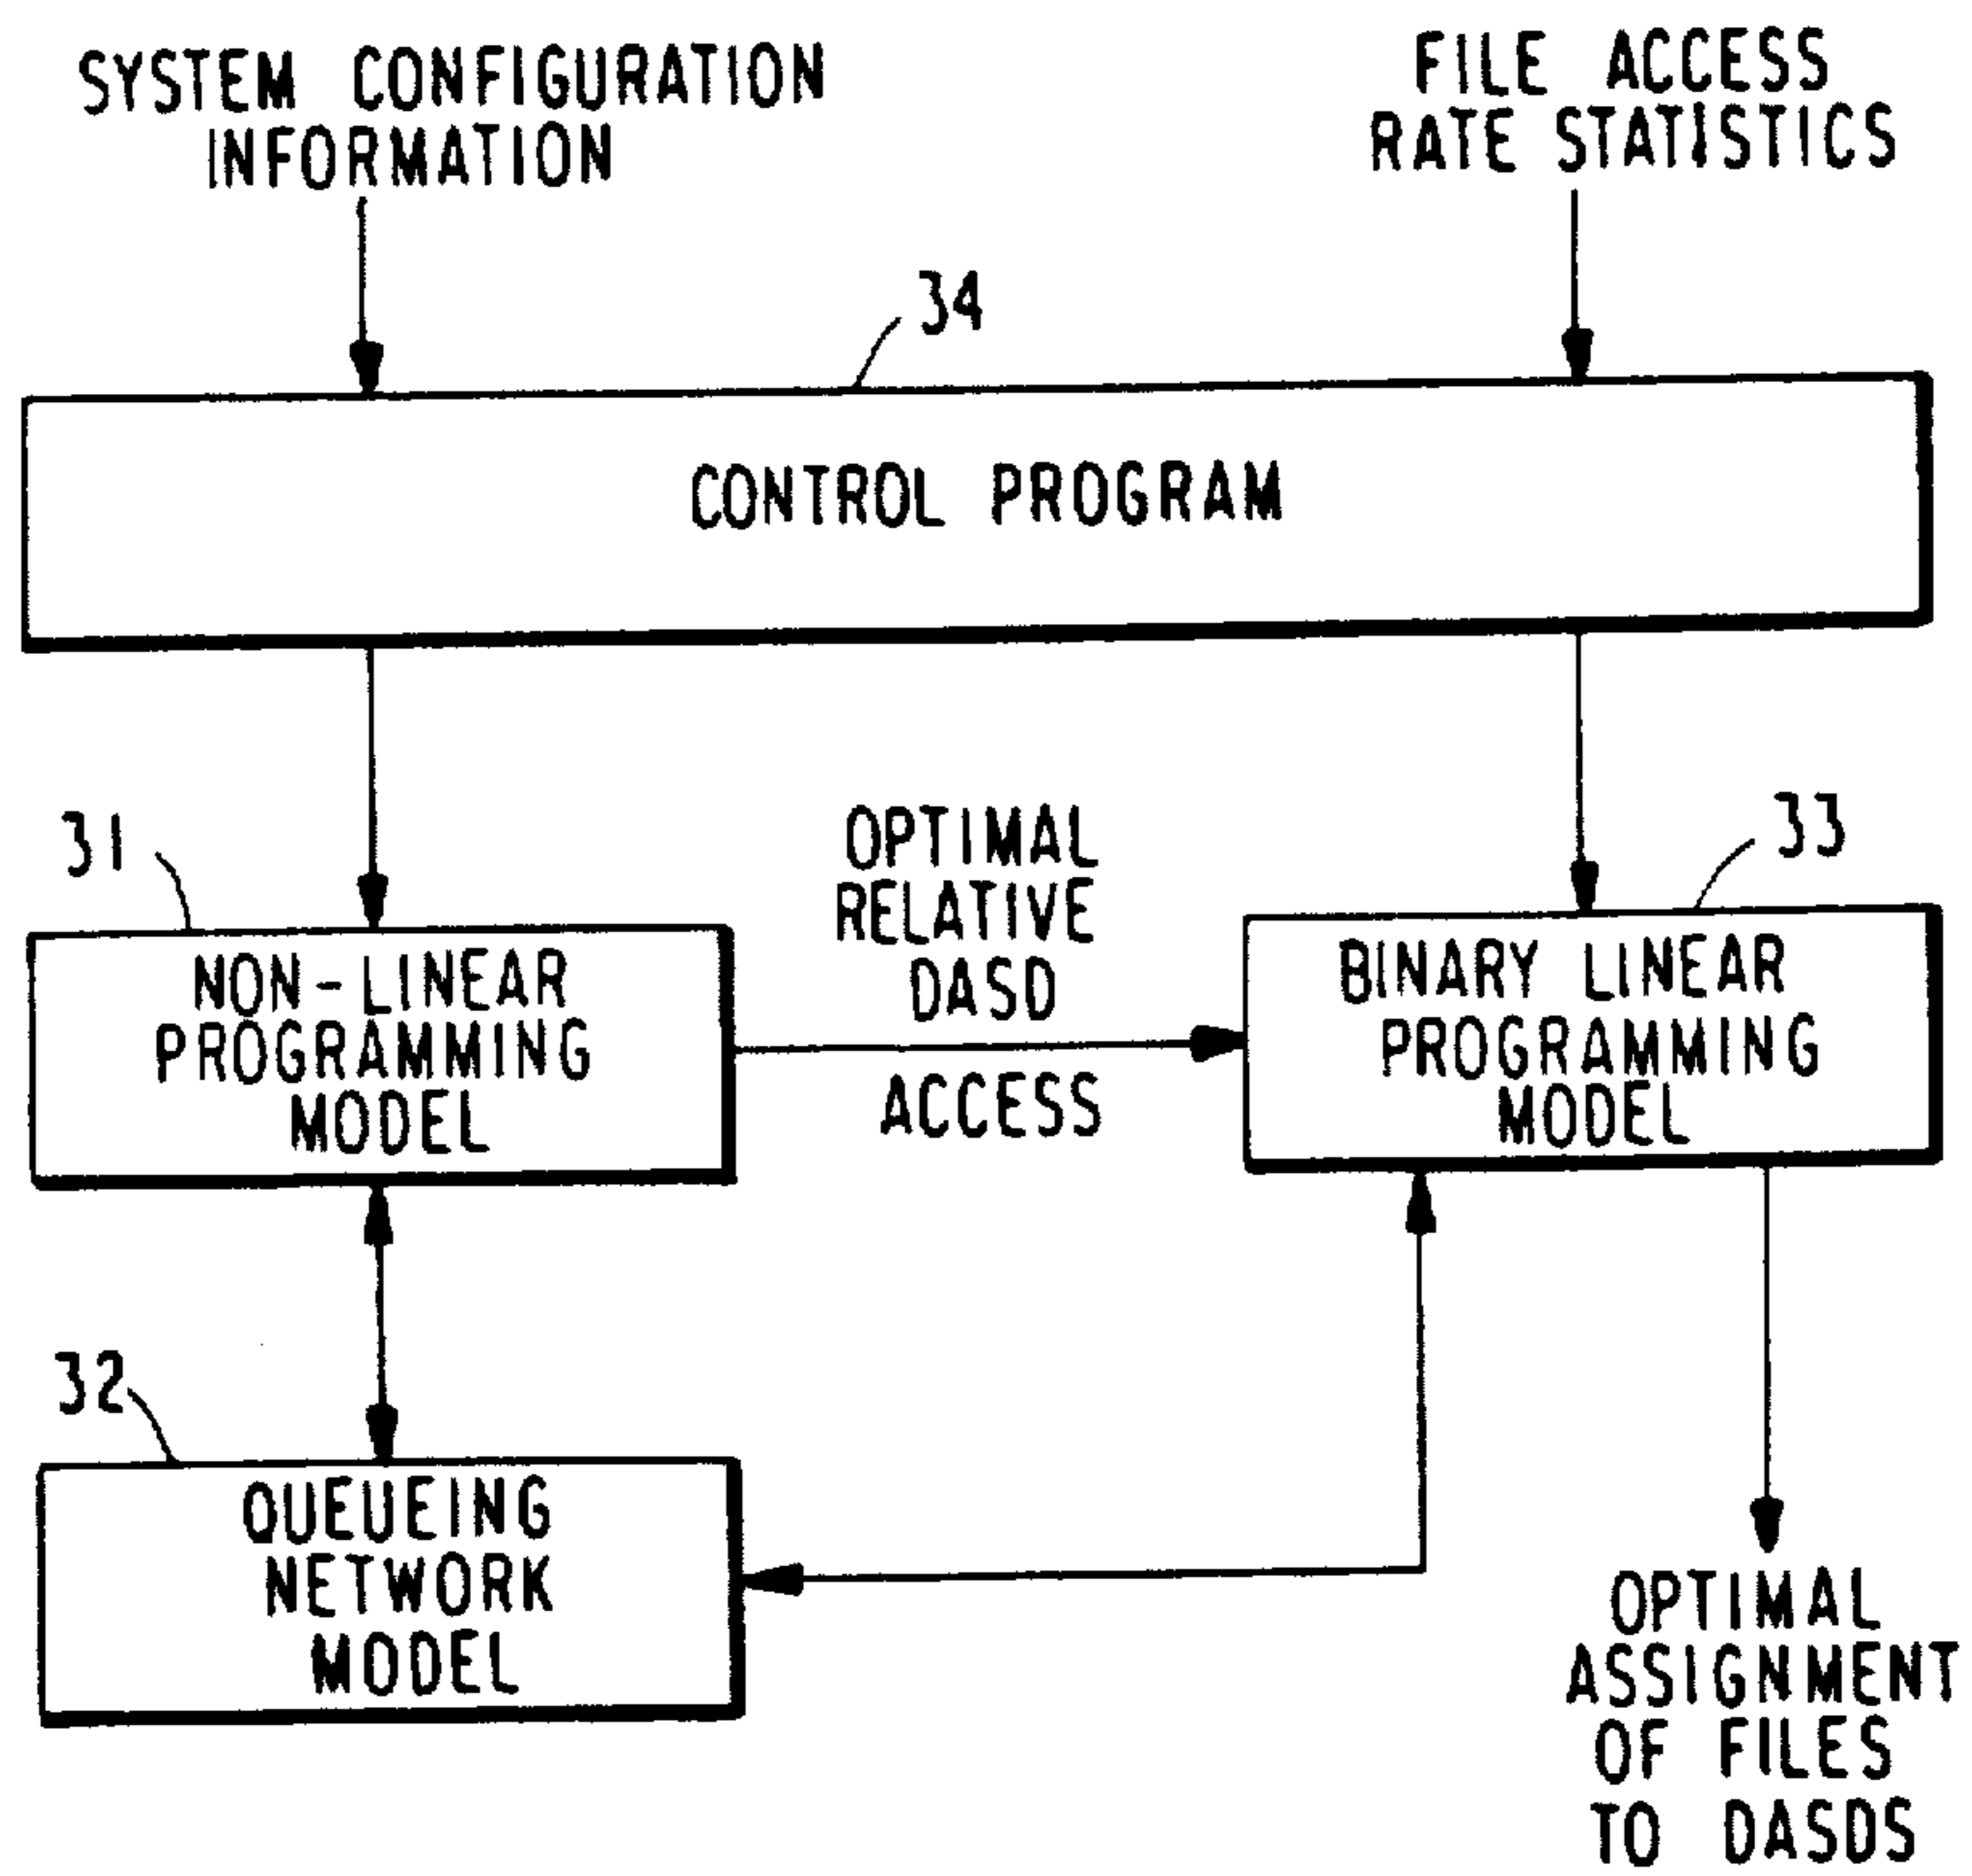 SYSTEM CONFIGURATION
INFORMATION
FILE ACCESS
RATE STATISTICS
34
CONTROL PROGRAM
31
OPTIMAL
RELATIVE
DASD
ACCESS
33
NON-LINEAR
PROGRAMMING
MODEL
BINARY LINEAR
PROGRAMMING
MODEL
32
QUEUEING
NETWORK
MODEL
OPTIMAL
ASSIGNMENT
OF FILES
TO DASDS